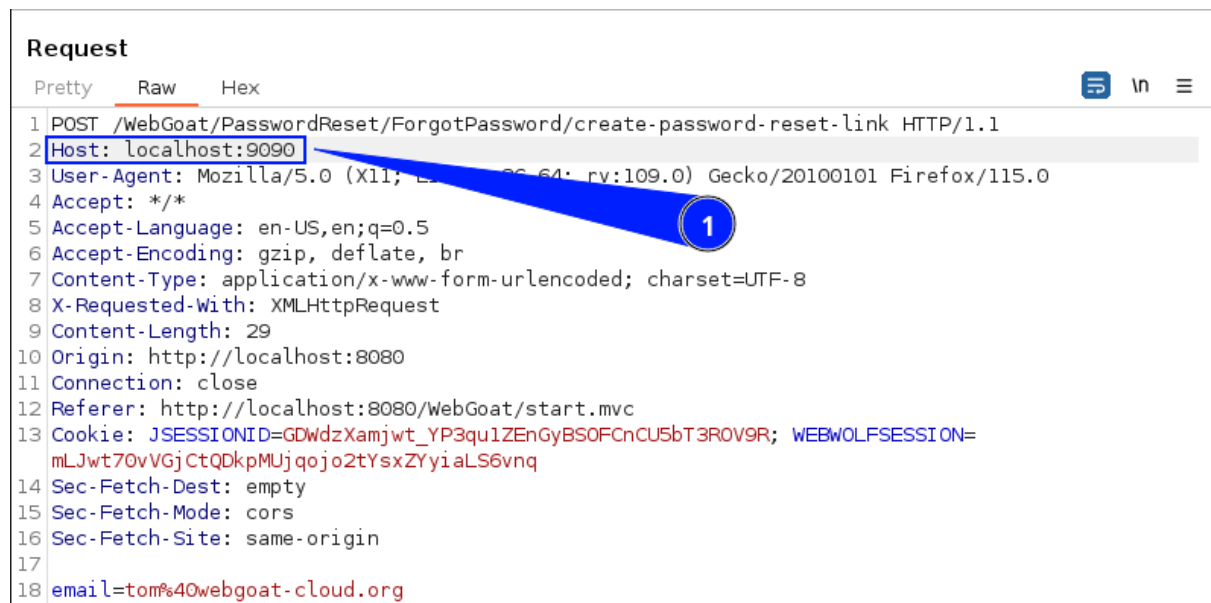 Request
Pretty Raw Hex \n
1 POST /WebGoat/PasswordReset/ForgotPassword/create-password-reset-link HTTP/1.1
2 Host: localhost:9090
3 User-Agent: Mozilla/5.0 (X11; rv:109.0) Gecko/20100101 Firefox/115.0
4 Accept: */*
1
5 Accept-Language: en-US,en;q=0.5
6 Accept-Encoding: gzip, deflate, br
7 Content-Type: application/x-www-form-urlencoded; charset=UTF-8
8 X-Requested-With: XMLHttpRequest
9 Content-Length: 29
10 Origin: http://localhost:8080
11 Connection: close
12 Referer: http://localhost:8080/WebGoat/start.mvc
13 Cookie: JSESSIONID=GDWdzXamjwt_YP3qu1ZEnGyBSOFCnCU5bT3ROV9R; WEBWOLFSESSION=
mLJwt7OvVGjCtQDkpMUjqojo2tYsxZYyiaLS6vnq
14 Sec-Fetch-Dest: empty
15 Sec-Fetch-Mode: cors
16 Sec-Fetch-Site: same-origin
17
18 email=tom%40webgoat-cloud.org